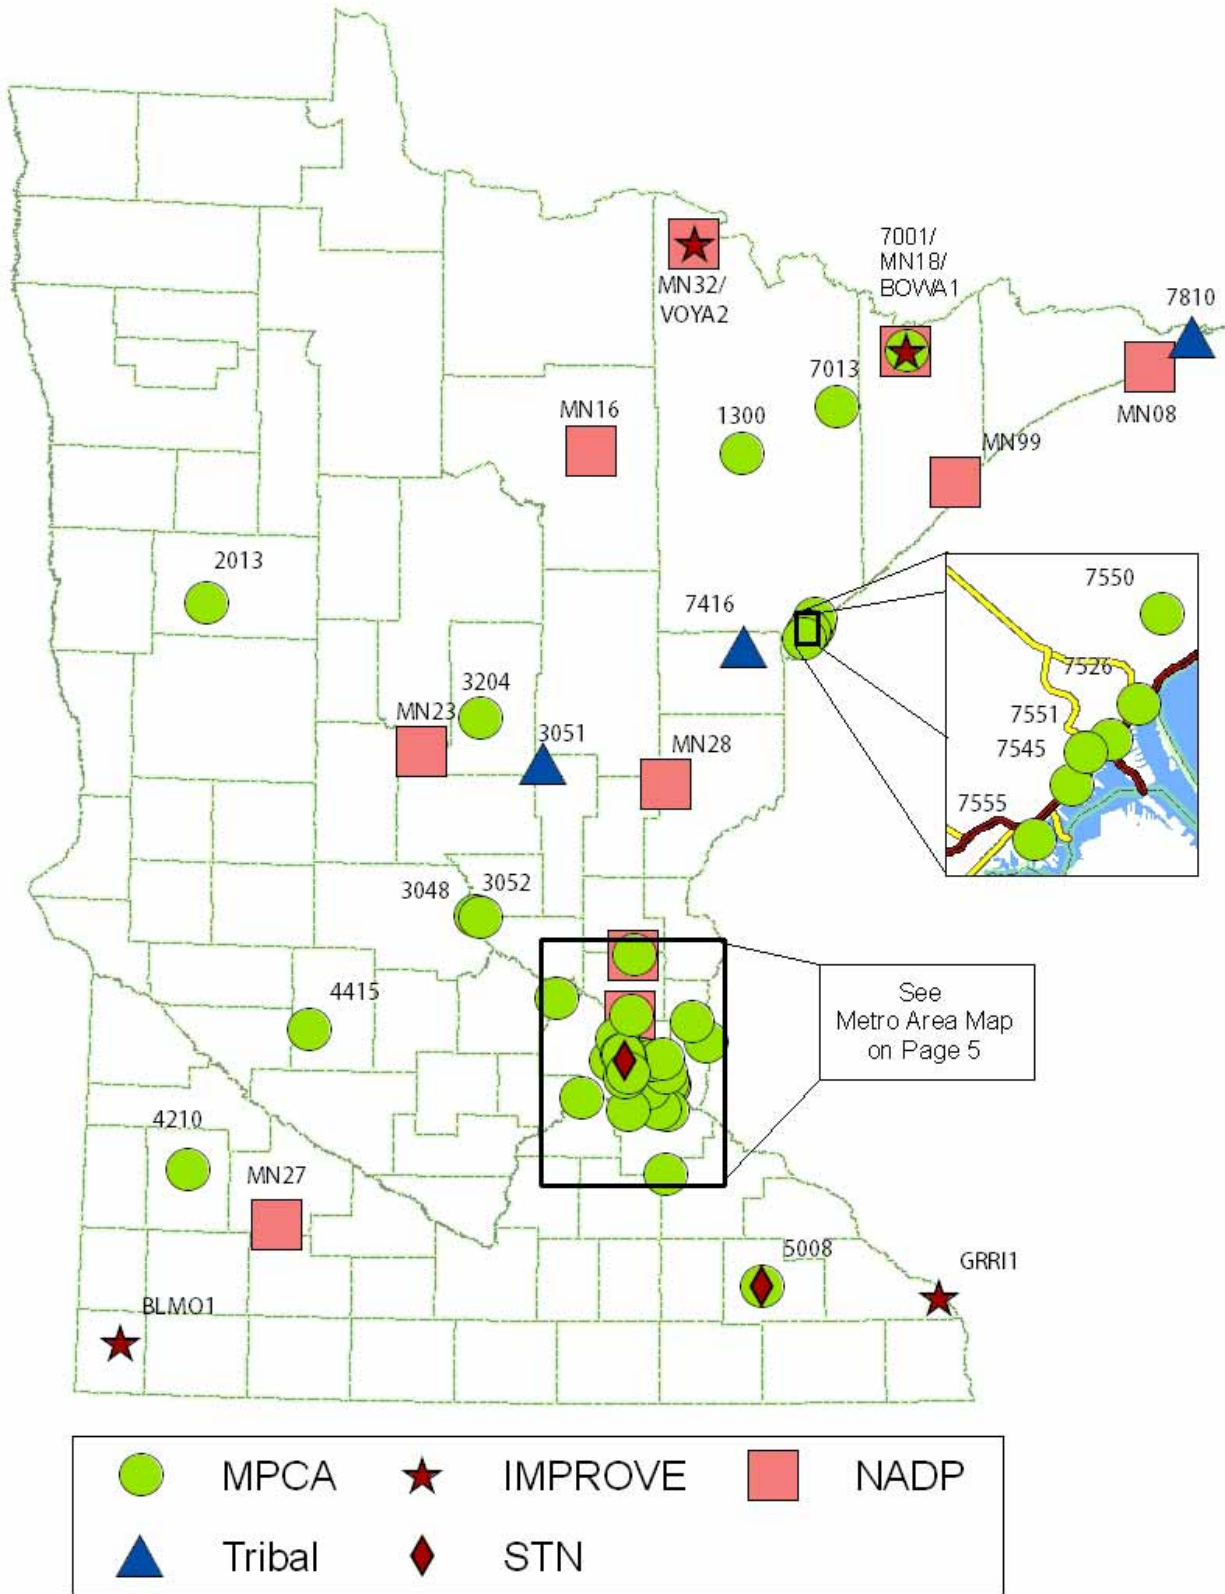 7001/
MN18/
BOWA1
7810
MN32/
VOYA2
7013
MN08
MN16
1300
MN99
2013
7416
7550
7526
7551
7545
7555
3204
MN23
3051
MN28
3048
3052
4415
See
Metro Area Map
on Page 5
4210
MN27
5008
GRRI1
BLMO1
MPCA
IMPROVE
NADP
Tribal
STN